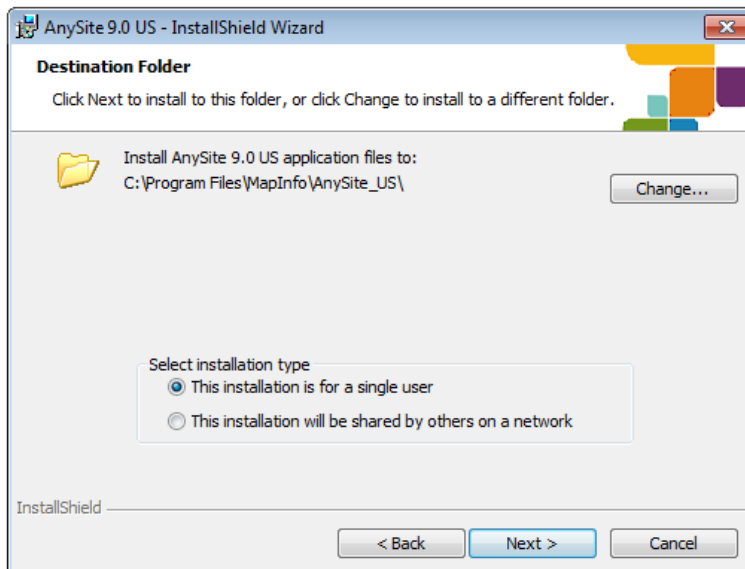 AnySite 9.0 US - InstallShield Wizard
Destination Folder
Click Next to install to this folder, or click Change to install to a different folder.
Install AnySite 9.0 US application files to:
C:\Program Files\MapInfo\AnySite_US\
Change...
Select installation type
This installation is for a single user
This installation will be shared by others on a network
InstallShield
< Back
Next >
Cancel